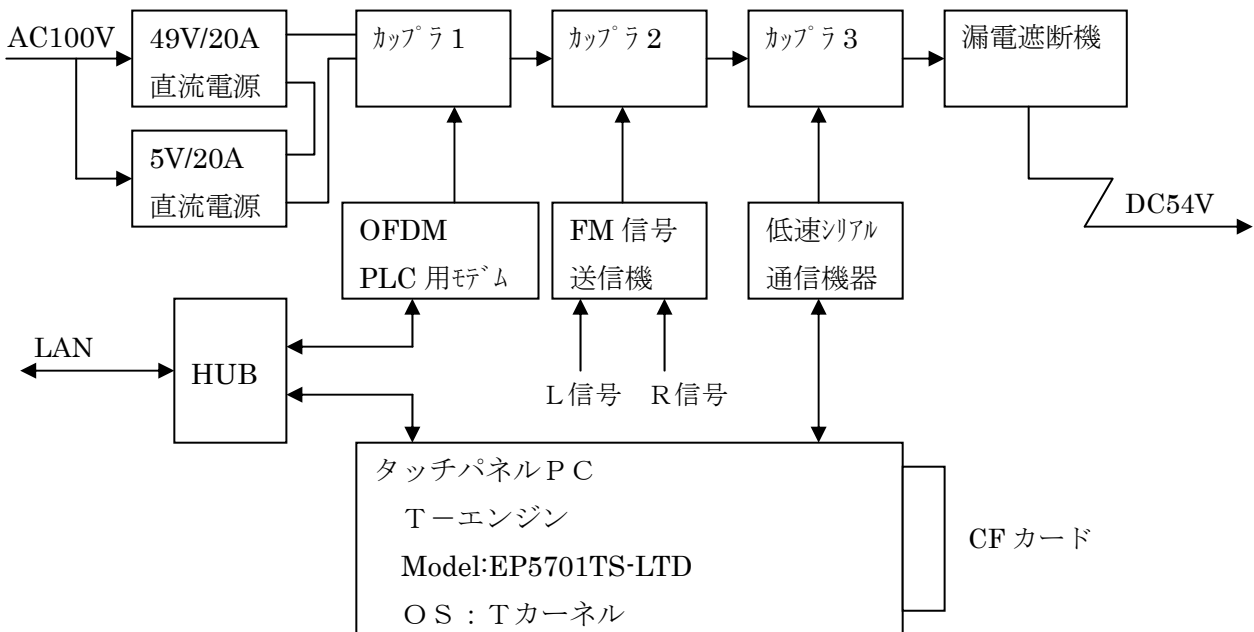 AC100V
49V/20A
直流電源
5V/20A
直流電源
ｶｯﾌﾟﾗ１
ｶｯﾌﾟﾗ２
ｶｯﾌﾟﾗ３
漏電遮断機
DC54V
OFDM
PLC 用ﾓﾃﾞﾑ
FM 信号
送信機
低速ｼﾘｱﾙ
通信機器
LAN
HUB
Ｌ信号
Ｒ信号
タッチパネルＰＣ
Ｔ－エンジン
Model:EP5701TS-LTD
ＯＳ：Ｔカーネル
CF カード